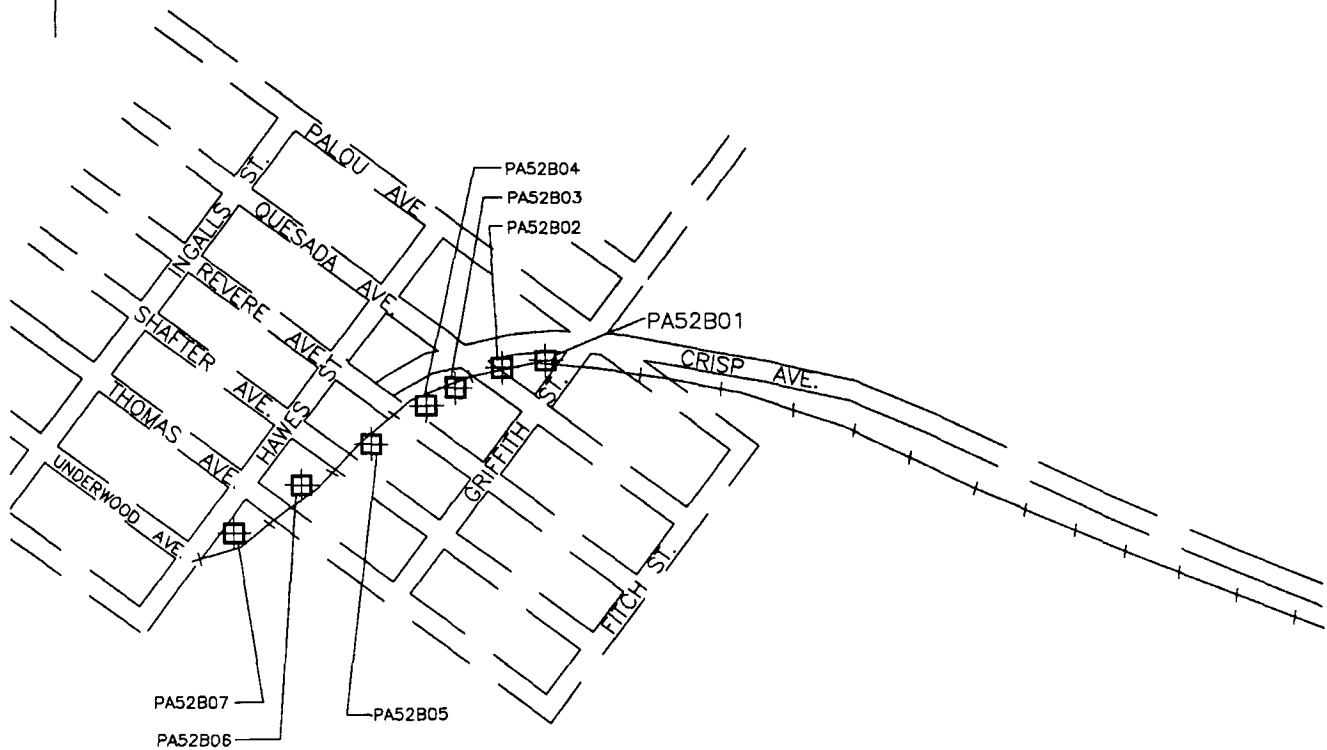 PALOU AVE.
PA52B04
PA52B03
PA52B02
INGALLS ST.
QUESADA AVE.
REVERE AVE.
SHAFTER AVE.
THOMAS AVE.
UNDERWOOD AVE.
HAWES ST.
PA52B01
CRISP AVE.
GRIFFITH ST.
FITCH ST.
PA52B07
PA52B05
PA52B06